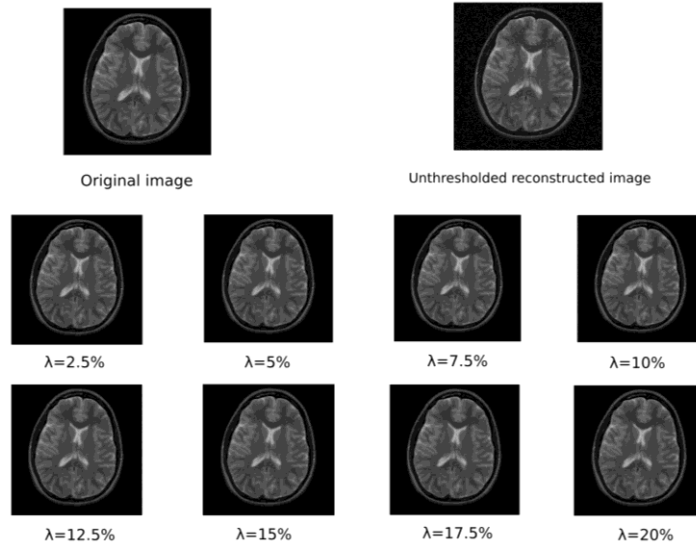 Original image
Unthresholded reconstructed image
λ=2.5%
λ=5%
λ=7.5%
λ=10%
λ=12.5%
λ=15%
λ=17.5%
λ=20%